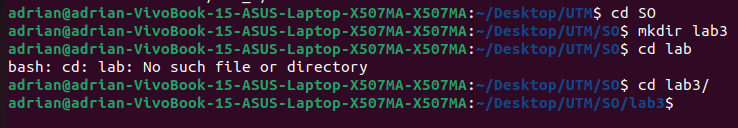 adrian@adrian-VivoBook-15-ASUS-Laptop-X507MA-X507MA:~/Desktop/UTM$ cd SO
adrian@adrian-VivoBook-15-ASUS-Laptop-X507MA-X507MA:~/Desktop/UTM/SO$ mkdir lab3
adrian@adrian-VivoBook-15-ASUS-Laptop-X507MA-X507MA:~/Desktop/UTM/SO$ cd lab
bash: cd: lab: No such file or directory
adrian@adrian-VivoBook-15-ASUS-Laptop-X507MA-X507MA:~/Desktop/UTM/SO$ cd lab3/
adrian@adrian-VivoBook-15-ASUS-Laptop-X507MA-X507MA:~/Desktop/UTM/SO/lab3$